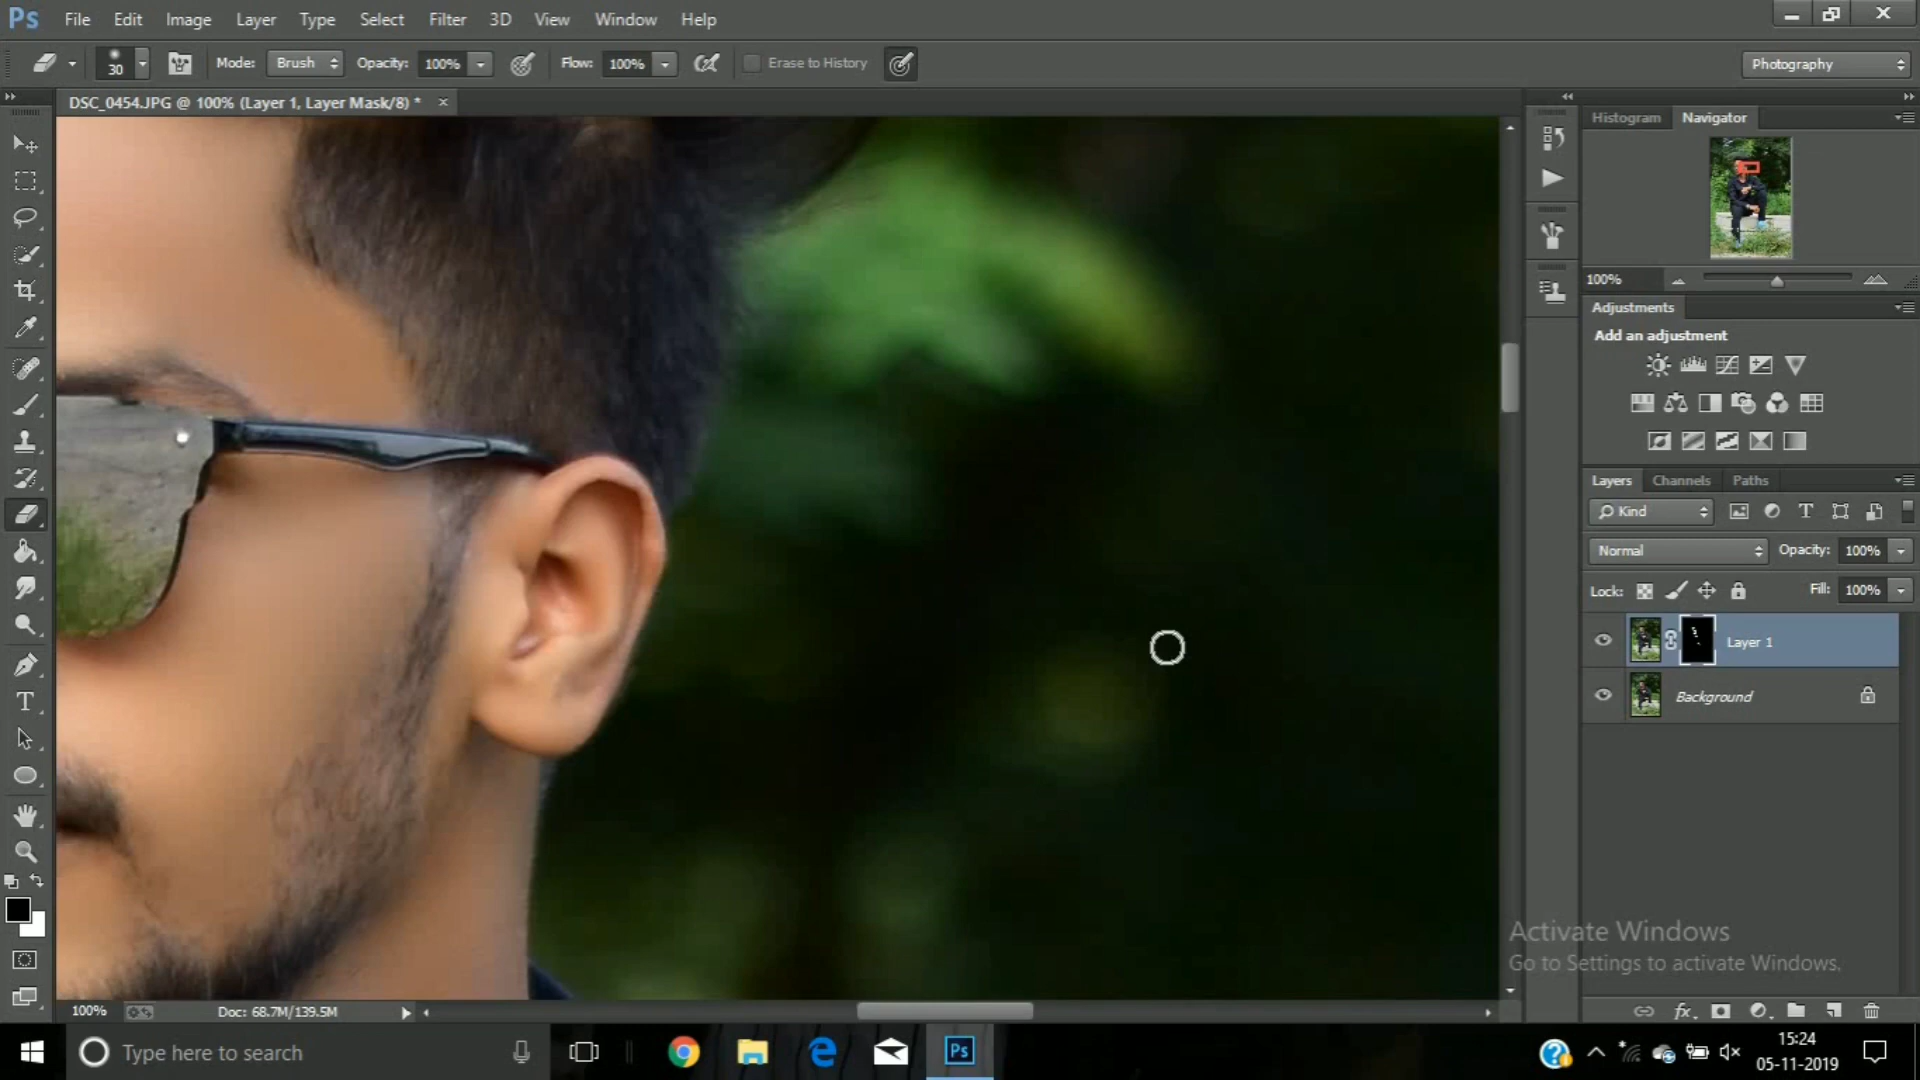 Ps File Edit Image Layer Type Select Filter 3D View Window Help
30 Mode: Brush Opacity: 100% Flow: 100% Erase to History Photography
DSC_0454.JPG @ 100% (Layer 1, Layer Mask/8) *
Histogram Navigator
100%
Adjustments
Add an adjustment
Layers Channels Paths
Kind
Normal Opacity: 100%
Lock: Fill: 100%
Layer 1
Background
Activate Windows
Go to Settings to activate Windows.
100% Doc: 68.7M/139.5M
Type here to search
Ps
15:24
05-11-2019